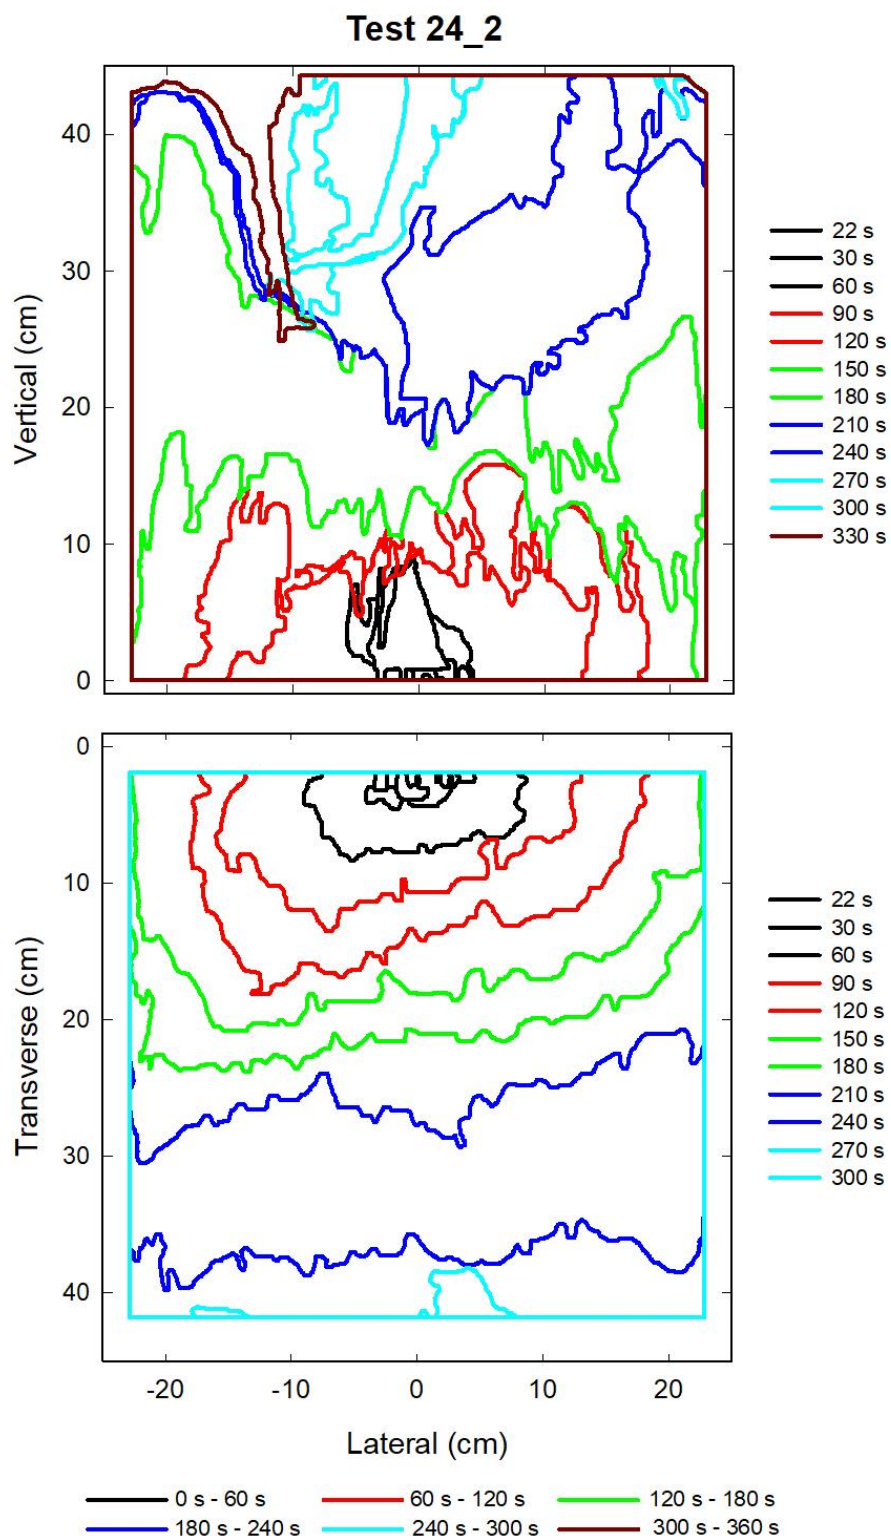 Test 24_2
Vertical (cm)
40
30
20
10
0
22 s
30 s
60 s
90 s
120 s
150 s
180 s
210 s
240 s
270 s
300 s
330 s
Transverse (cm)
0
10
20
30
40
22 s
30 s
60 s
90 s
120 s
150 s
180 s
210 s
240 s
270 s
300 s
-20 -10 0 10 20
Lateral (cm)
0 s - 60 s 60 s - 120 s 120 s - 180 s
180 s - 240 s 240 s - 300 s 300 s - 360 s